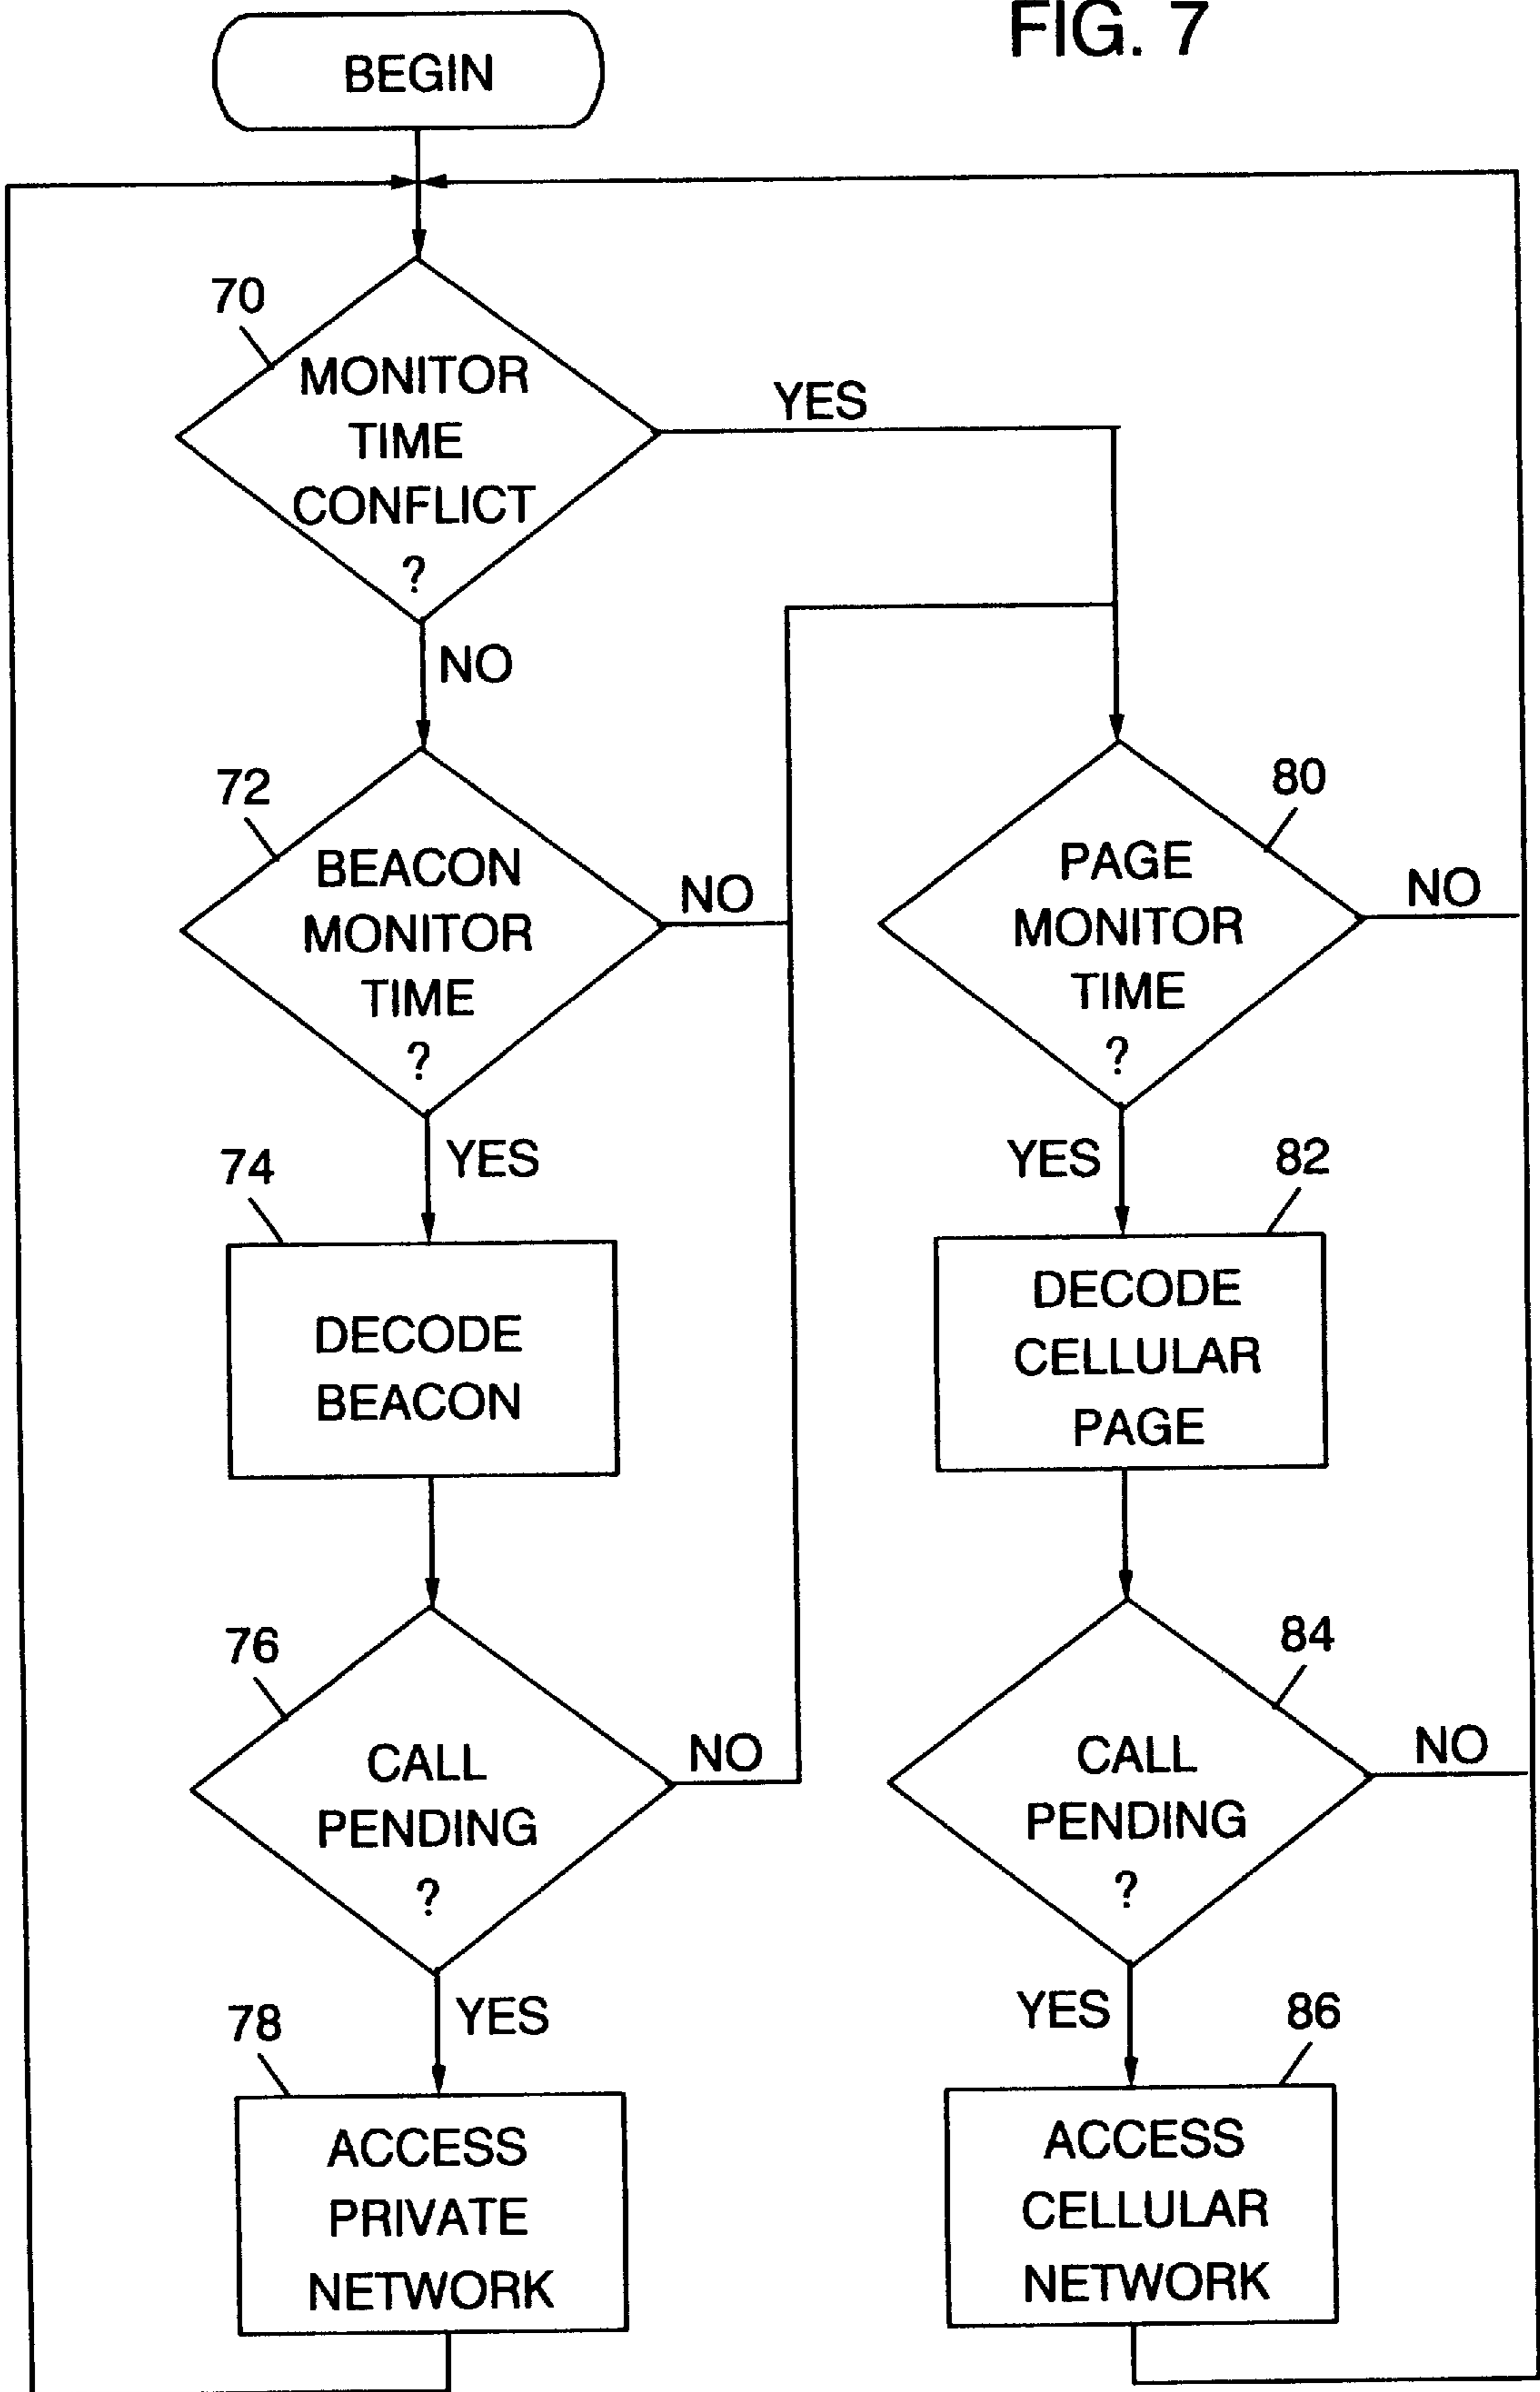 FIG. 7
BEGIN
70
MONITOR
TIME
CONFLICT
?
YES
NO
72
BEACON
MONITOR
TIME
?
NO
YES
80
PAGE
MONITOR
TIME
?
NO
YES
74
DECODE
BEACON
82
DECODE
CELLULAR
PAGE
76
CALL
PENDING
?
NO
YES
84
CALL
PENDING
?
NO
YES
78
ACCESS
PRIVATE
NETWORK
86
ACCESS
CELLULAR
NETWORK